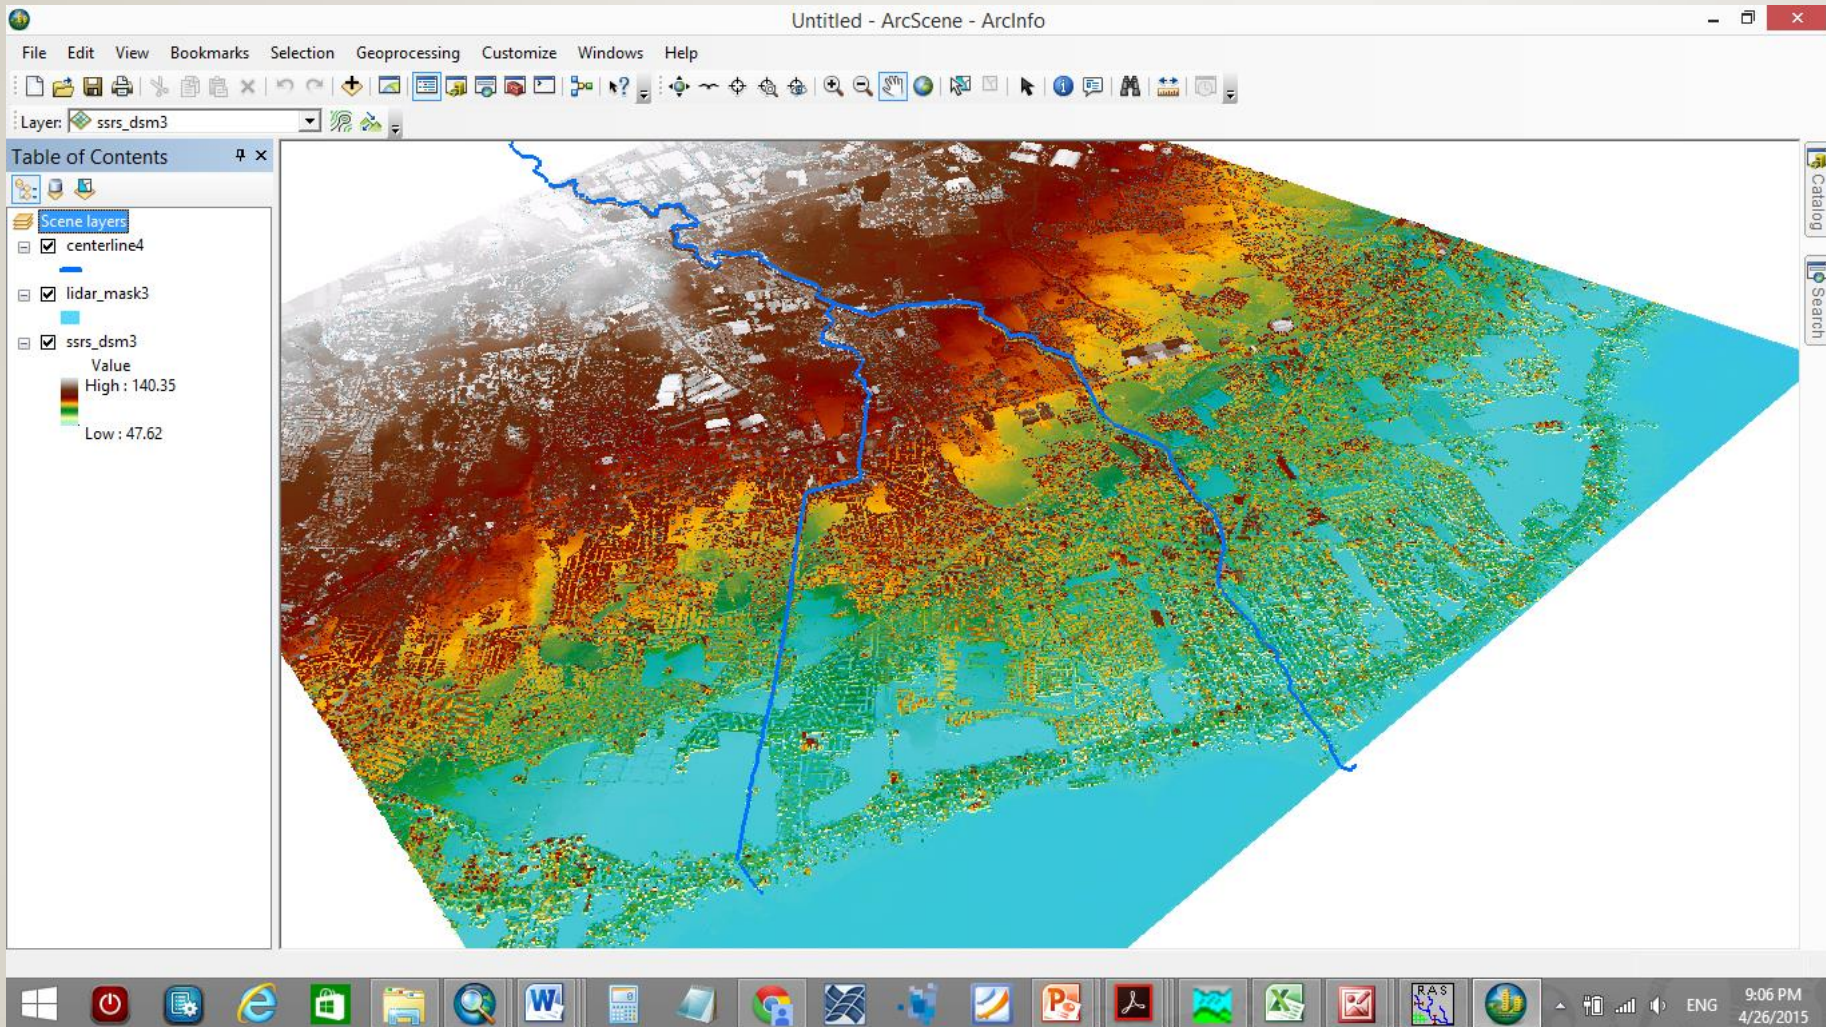 Untitled - ArcScene - ArcInfo
File Edit View Bookmarks Selection Geoprocessing Customize Windows Help
Layer: ssrs_dsm3
Table of Contents
Scene layers
centerline4
lidar_mask3
ssrs_dsm3
Value
High : 140.35
Low : 47.62
Catalog
Search
RAS
ENG
9:06 PM
4/26/2015